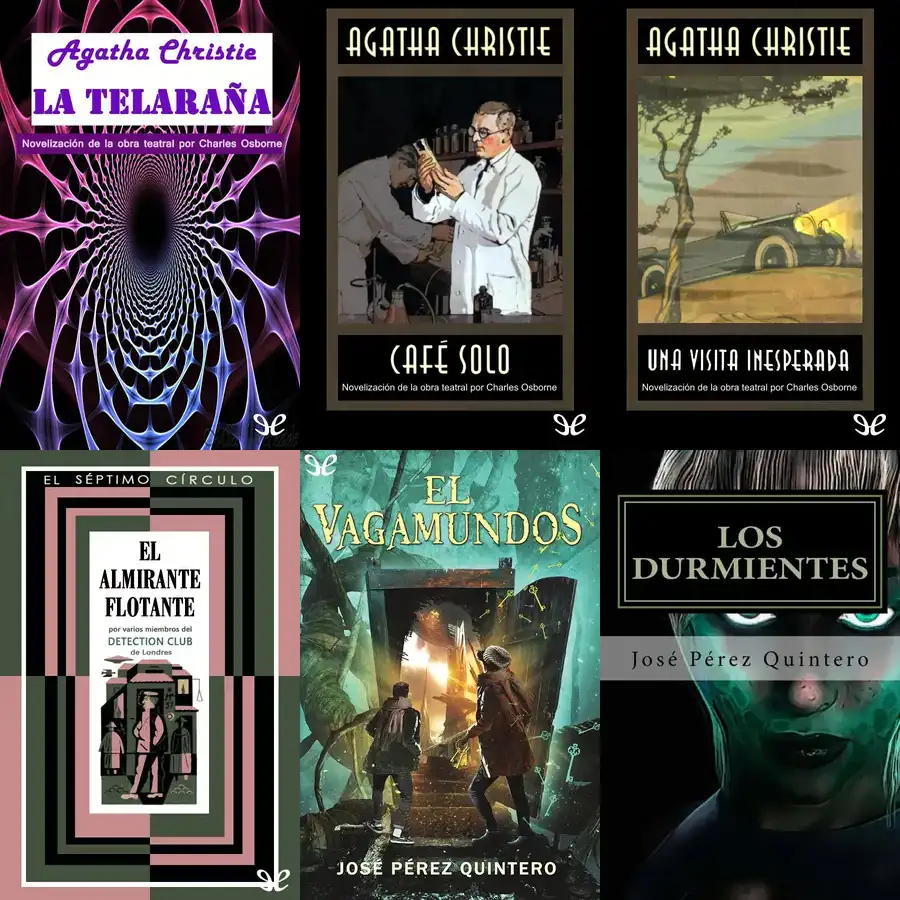 Agatha Christie
LA TELARAÑA
Novelización de la obra teatral por Charles Osborne
AGATHA CHRISTIE
CAFÉ SOLO
Novelización de la obra teatral por Charles Osborne
AGATHA CHRISTIE
UNA VISITA INESPERADA
Novelización de la obra teatral por Charles Osborne
EL SÉPTIMO CÍRCULO
EL
ALMIRANTE
FLOTANTE
por varios miembros del
DETECTION CLUB
de Londres
EL
VAGAMUNDOS
JOSÉ PÉREZ QUINTERO
LOS
DURMIENTES
José Pérez Quintero